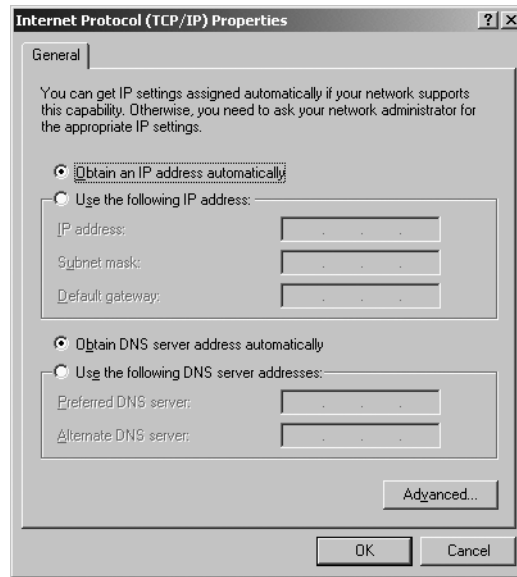 Internet Protocol (TCP/IP) Properties
General
You can get IP settings assigned automatically if your network supports
this capability. Otherwise, you need to ask your network administrator for
the appropriate IP settings.
Obtain an IP address automatically
Use the following IP address:
IP address:
Subnet mask:
Default gateway:
Obtain DNS server address automatically
Use the following DNS server addresses:
Preferred DNS server:
Alternate DNS server:
Advanced...
OK Cancel